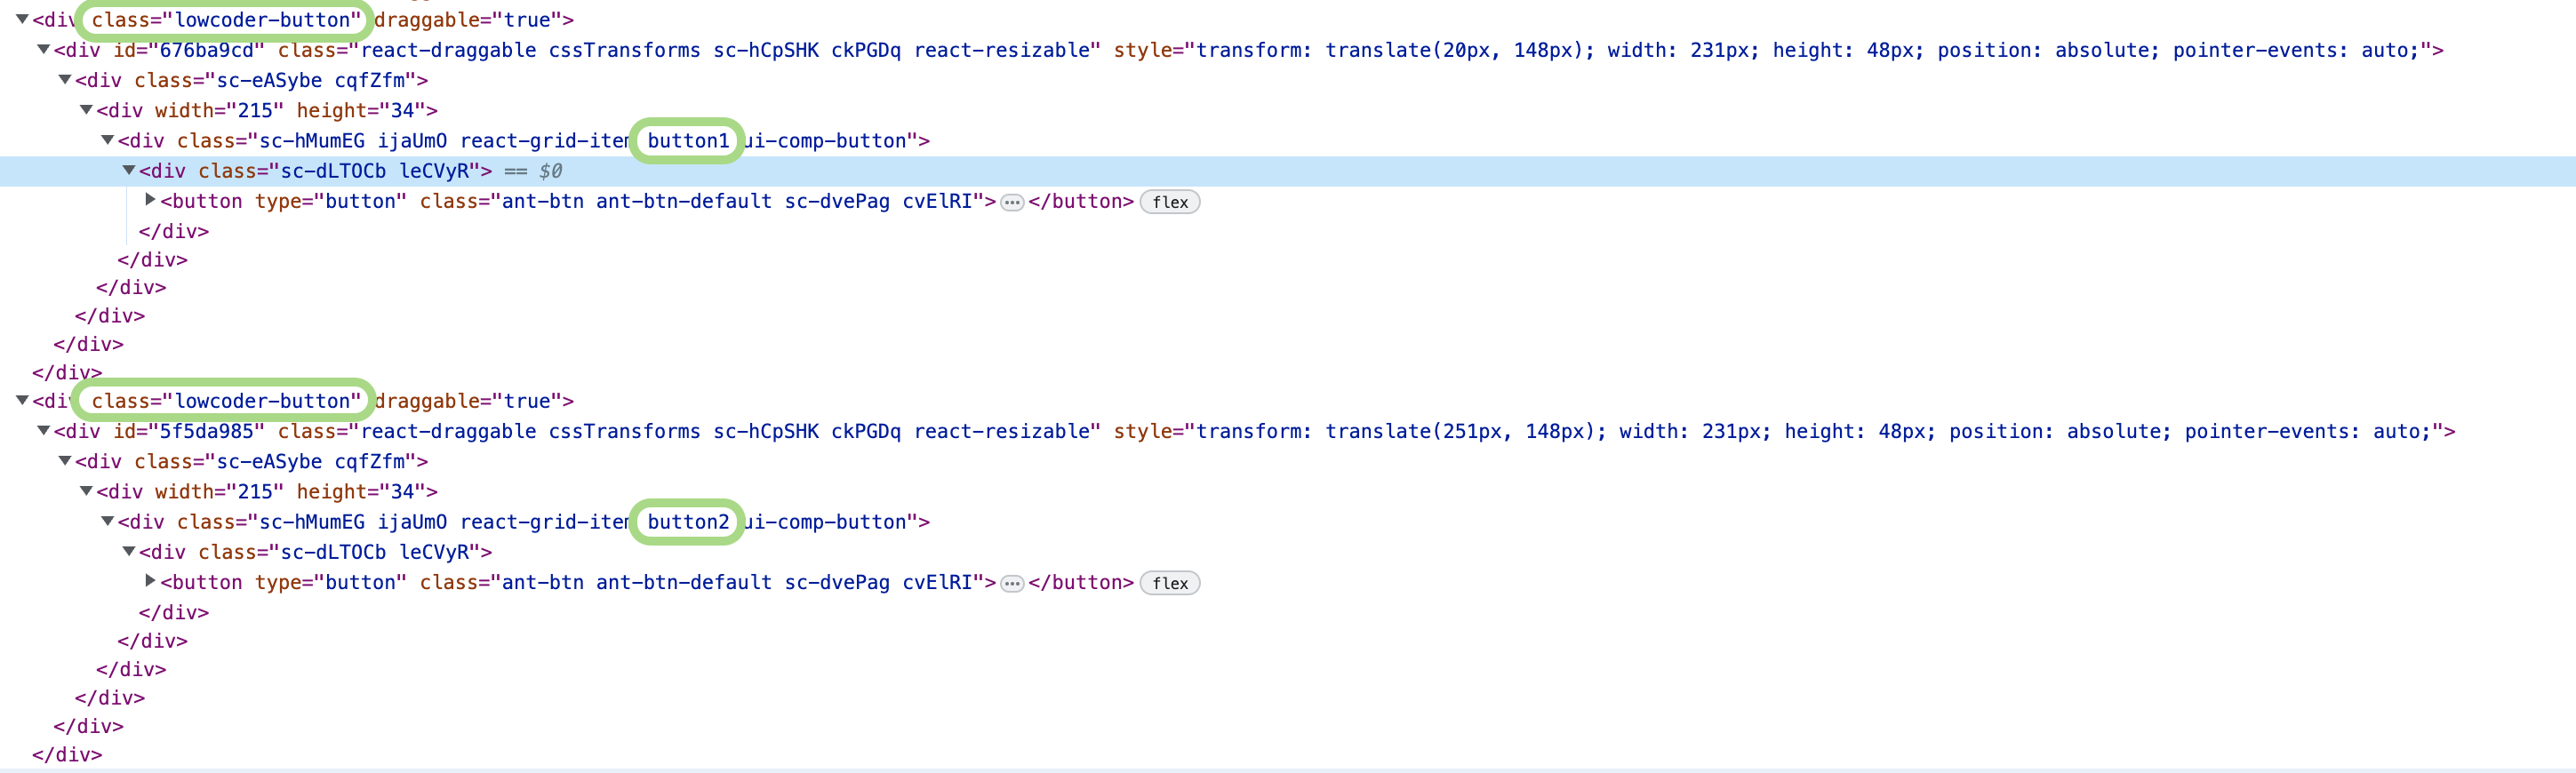 <div class="lowcoder-button" draggable="true">
<div id="676ba9cd" class="react-draggable cssTransforms sc-hCpSHK ckPGDq react-resizable" style="transform: translate(20px, 148px); width: 231px; height: 48px; position: absolute; pointer-events: auto;">
<div class="sc-eASybe cqfZfm">
<div width="215" height="34">
<div class="sc-hMumEG ijaUmO react-grid-item button1 ui-comp-button">
<div class="sc-dLTOCb leCVyR"> == $0
<button type="button" class="ant-btn ant-btn-default sc-dvePag cvElRI">…</button> flex
</div>
</div>
</div>
</div>
</div>
</div>
<div class="lowcoder-button" draggable="true">
<div id="5f5da985" class="react-draggable cssTransforms sc-hCpSHK ckPGDq react-resizable" style="transform: translate(251px, 148px); width: 231px; height: 48px; position: absolute; pointer-events: auto;">
<div class="sc-eASybe cqfZfm">
<div width="215" height="34">
<div class="sc-hMumEG ijaUmO react-grid-item button2 ui-comp-button">
<div class="sc-dLTOCb leCVyR">
<button type="button" class="ant-btn ant-btn-default sc-dvePag cvElRI">…</button> flex
</div>
</div>
</div>
</div>
</div>
</div>